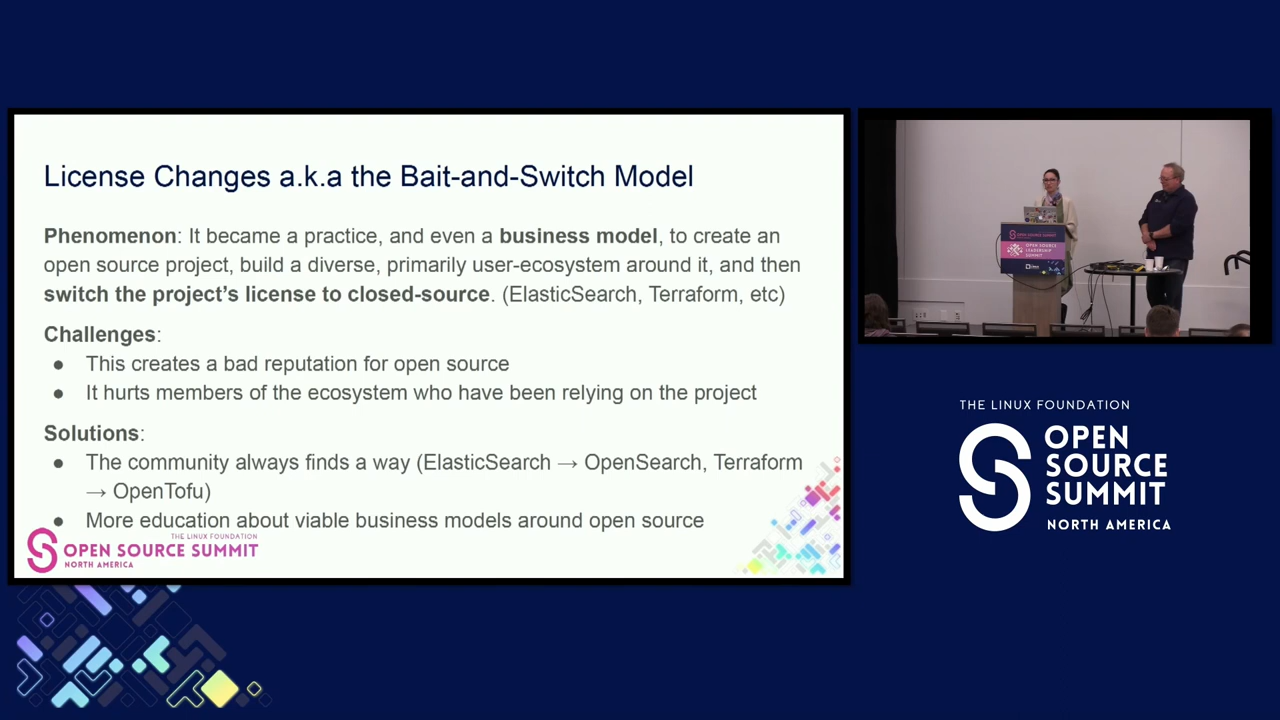 License Changes a.k.a the Bait-and-Switch Model
Phenomenon: It became a practice, and even a business model, to create an
open source project, build a diverse, primarily user-ecosystem around it, and then
switch the project's license to closed-source. (ElasticSearch, Terraform, etc)
Challenges:
● This creates a bad reputation for open source
● It hurts members of the ecosystem who have been relying on the project
Solutions:
● The community always finds a way (ElasticSearch → OpenSearch, Terraform
→ OpenTofu)
● More education about viable business models around open source
THE LINUX FOUNDATION
OPEN SOURCE SUMMIT
NORTH AMERICA
OPEN SOURCE
LEADERSHIP
SUMMIT
THE LINUX FOUNDATION
OPEN
SOURCE
SUMMIT
NORTH AMERICA